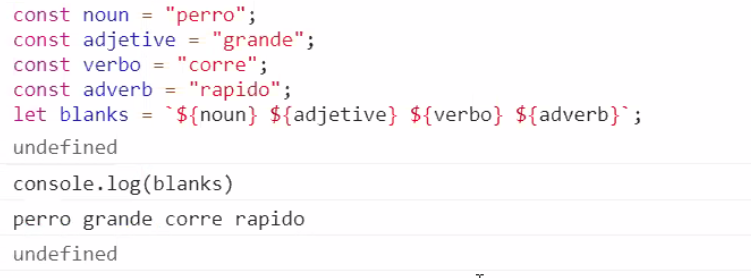 const noun = "perro";
const adjetive = "grande";
const verbo = "corre";
const adverb = "rapido";
let blanks = `${noun} ${adjetive} ${verbo} ${adverb}`;
undefined
console.log(blanks)
perro grande corre rapido
undefined